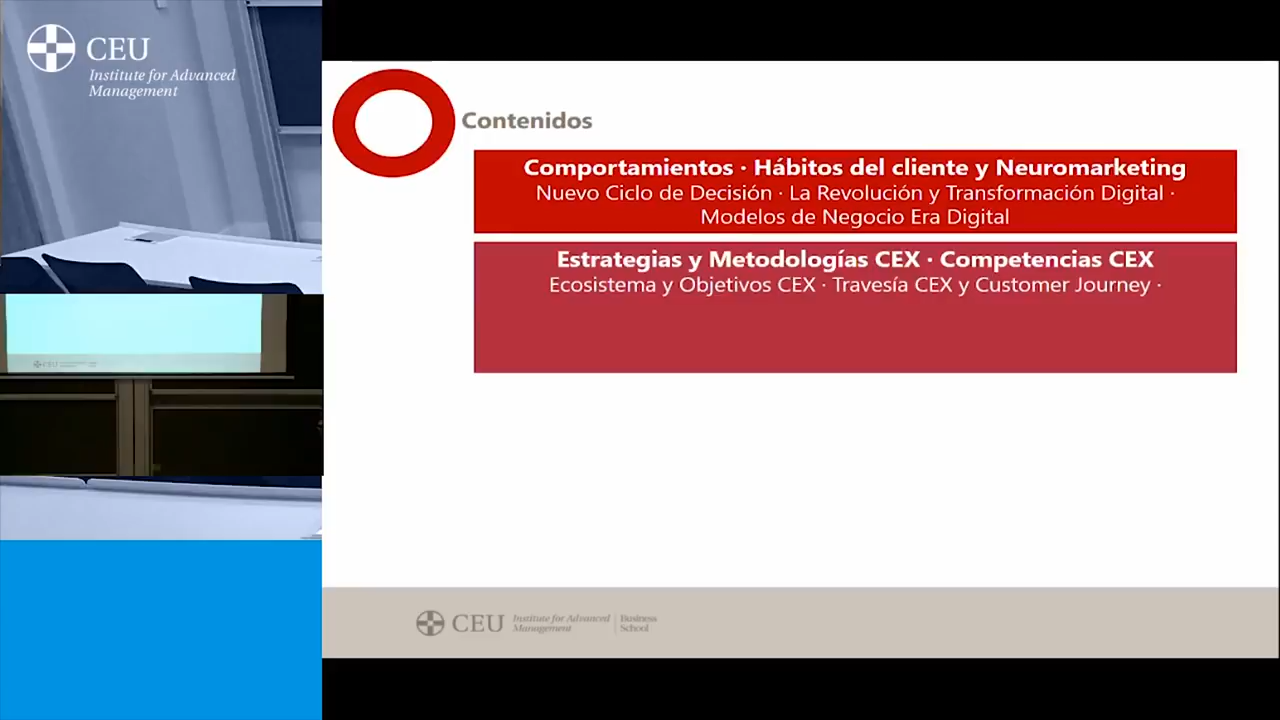 CEU
Institute for Advanced
Management
Contenidos
Comportamientos · Hábitos del cliente y Neuromarketing
Nuevo Ciclo de Decisión · La Revolución y Transformación Digital ·
Modelos de Negocio Era Digital
Estrategias y Metodologías CEX · Competencias CEX
Ecosistema y Objetivos CEX · Travesía CEX y Customer Journey ·
CEU
Institute for Advanced
Management
Business
School